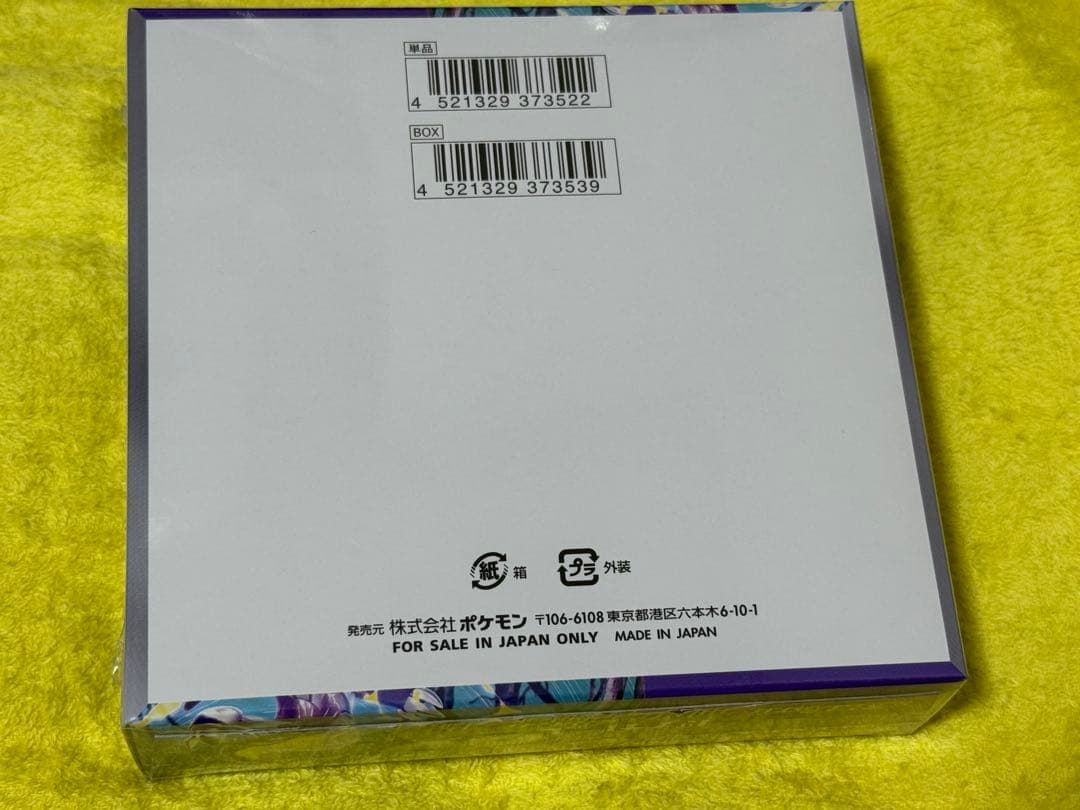 単品
4 521329 373522
BOX
4 521329 373539
紙 箱 プラ 外装
発売元 株式会社 ポケモン 〒106-6108 東京都港区六本木6-10-1
FOR SALE IN JAPAN ONLY MADE IN JAPAN